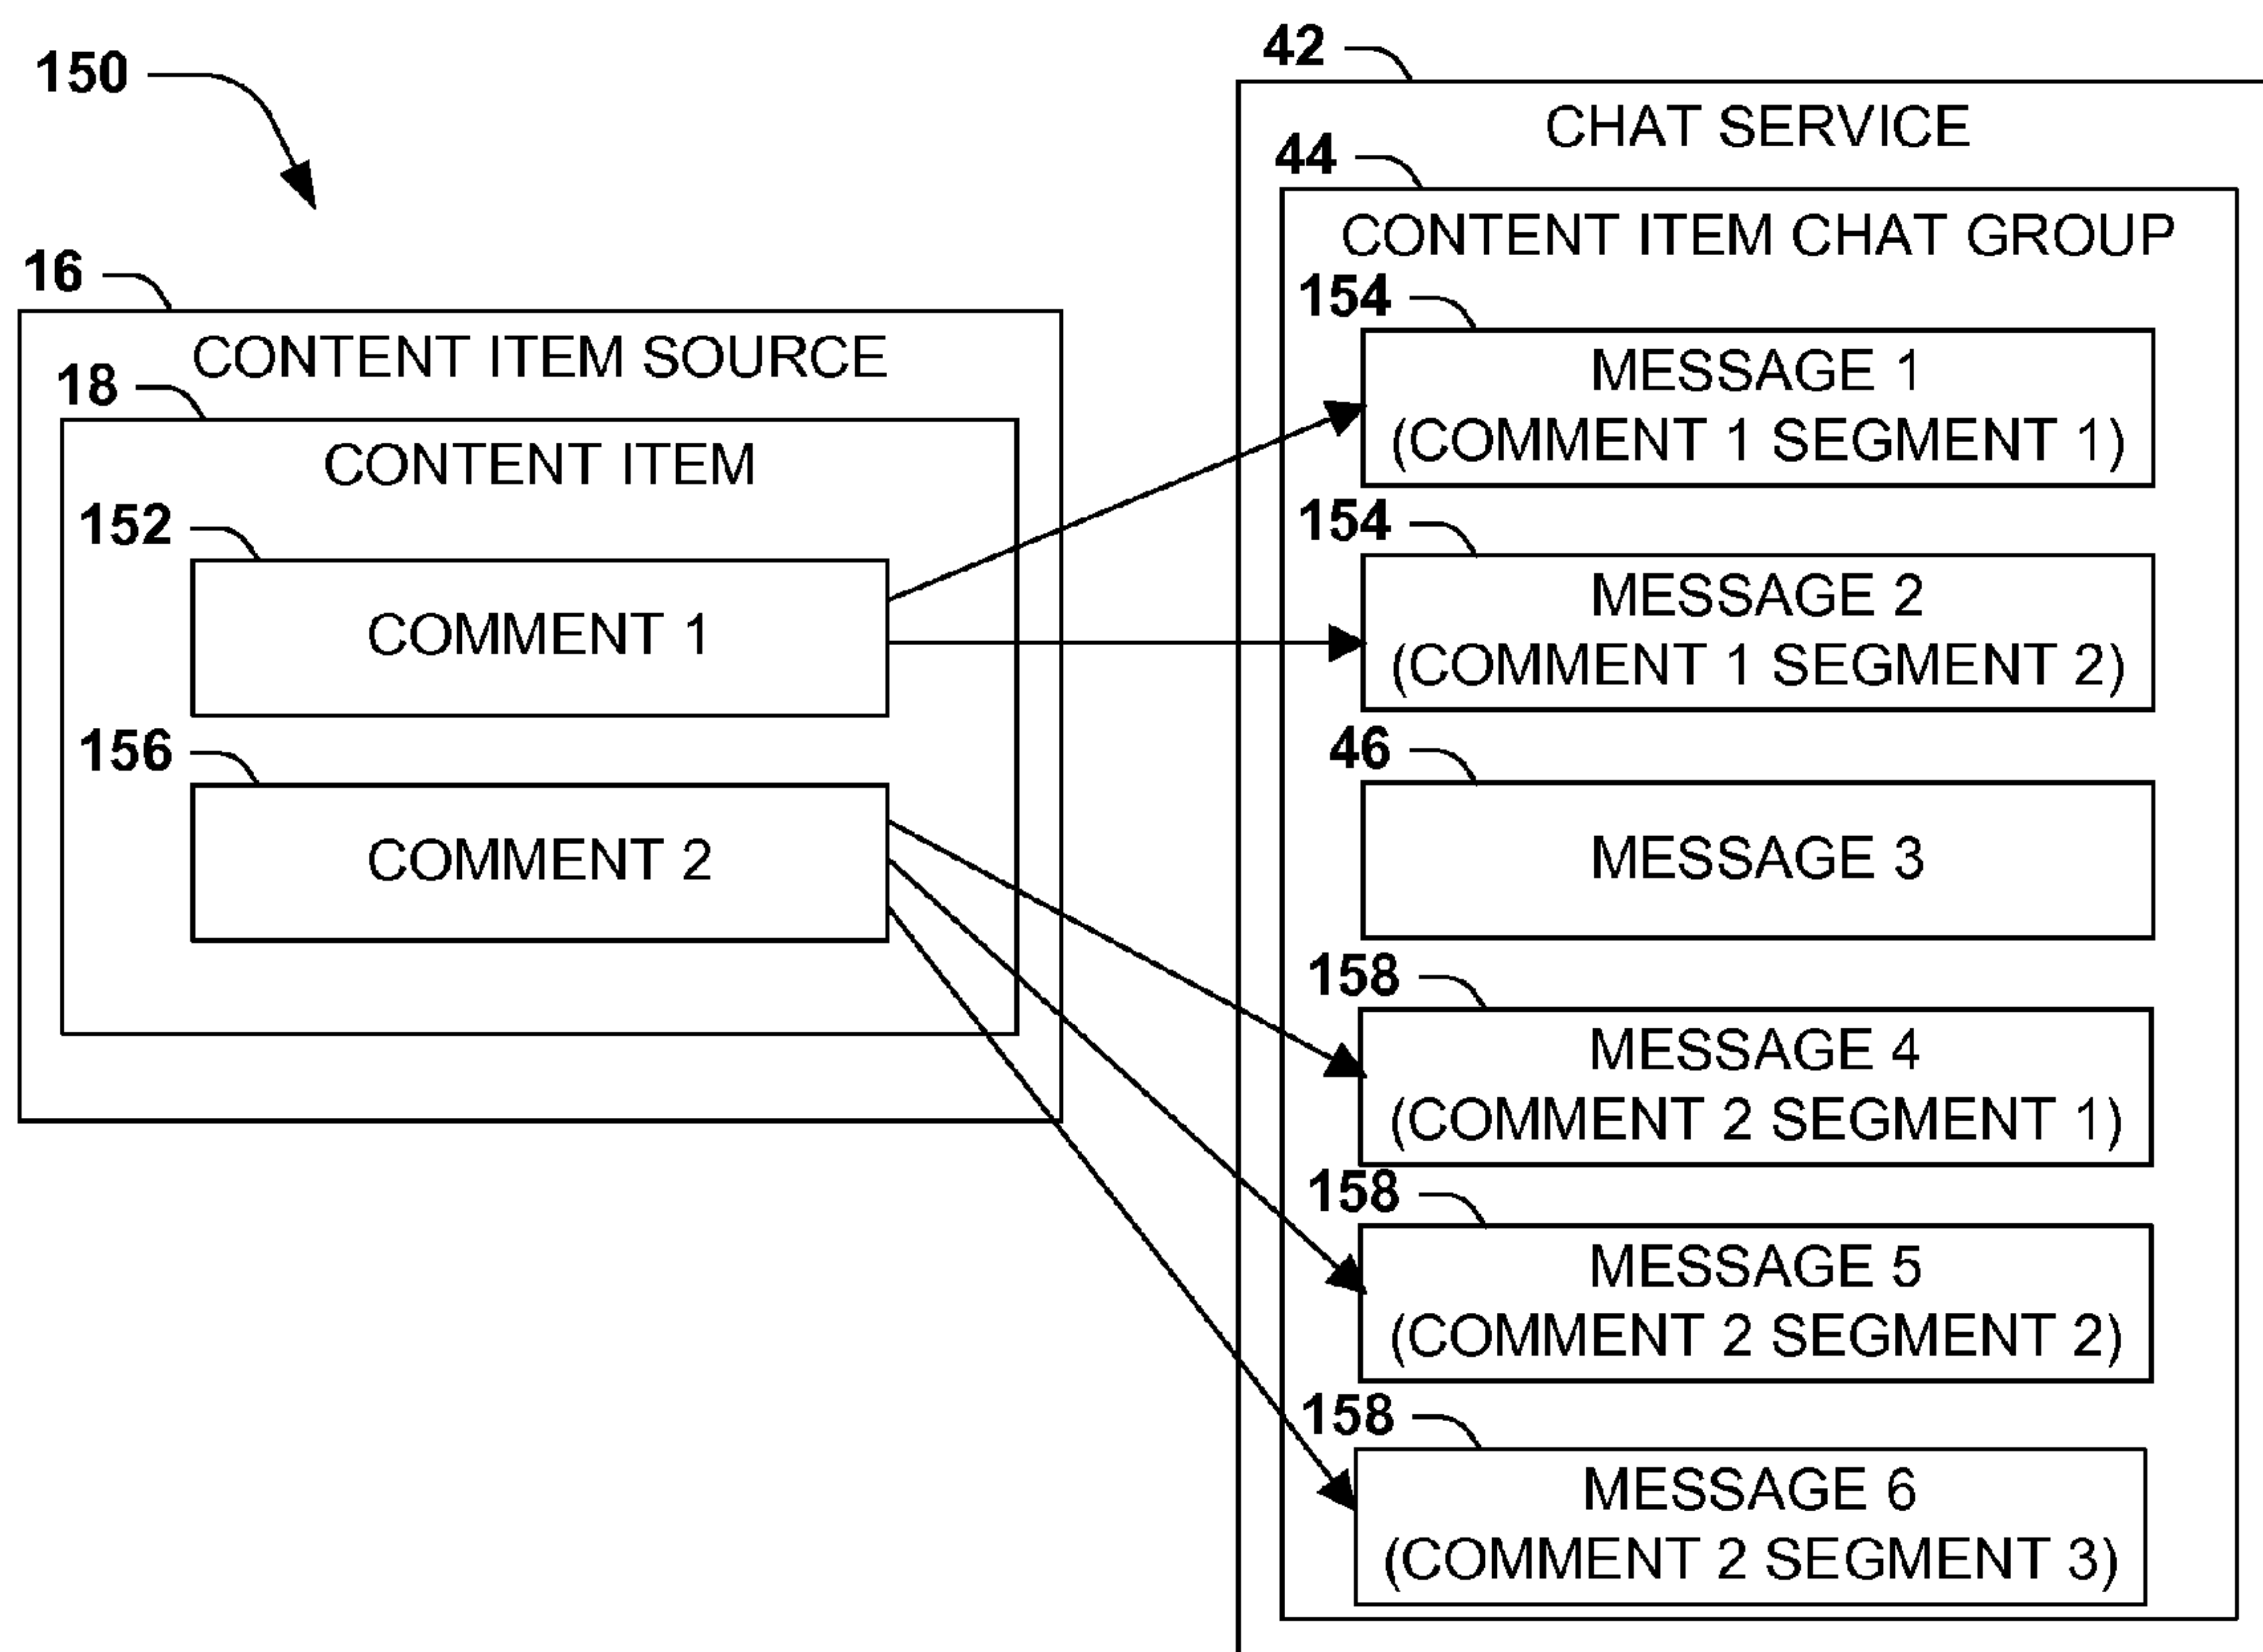 150
16
CONTENT ITEM SOURCE
18
CONTENT ITEM
152
COMMENT 1
156
COMMENT 2
42
CHAT SERVICE
44
CONTENT ITEM CHAT GROUP
154
MESSAGE 1
(COMMENT 1 SEGMENT 1)
154
MESSAGE 2
(COMMENT 1 SEGMENT 2)
46
MESSAGE 3
158
MESSAGE 4
(COMMENT 2 SEGMENT 1)
158
MESSAGE 5
(COMMENT 2 SEGMENT 2)
158
MESSAGE 6
(COMMENT 2 SEGMENT 3)